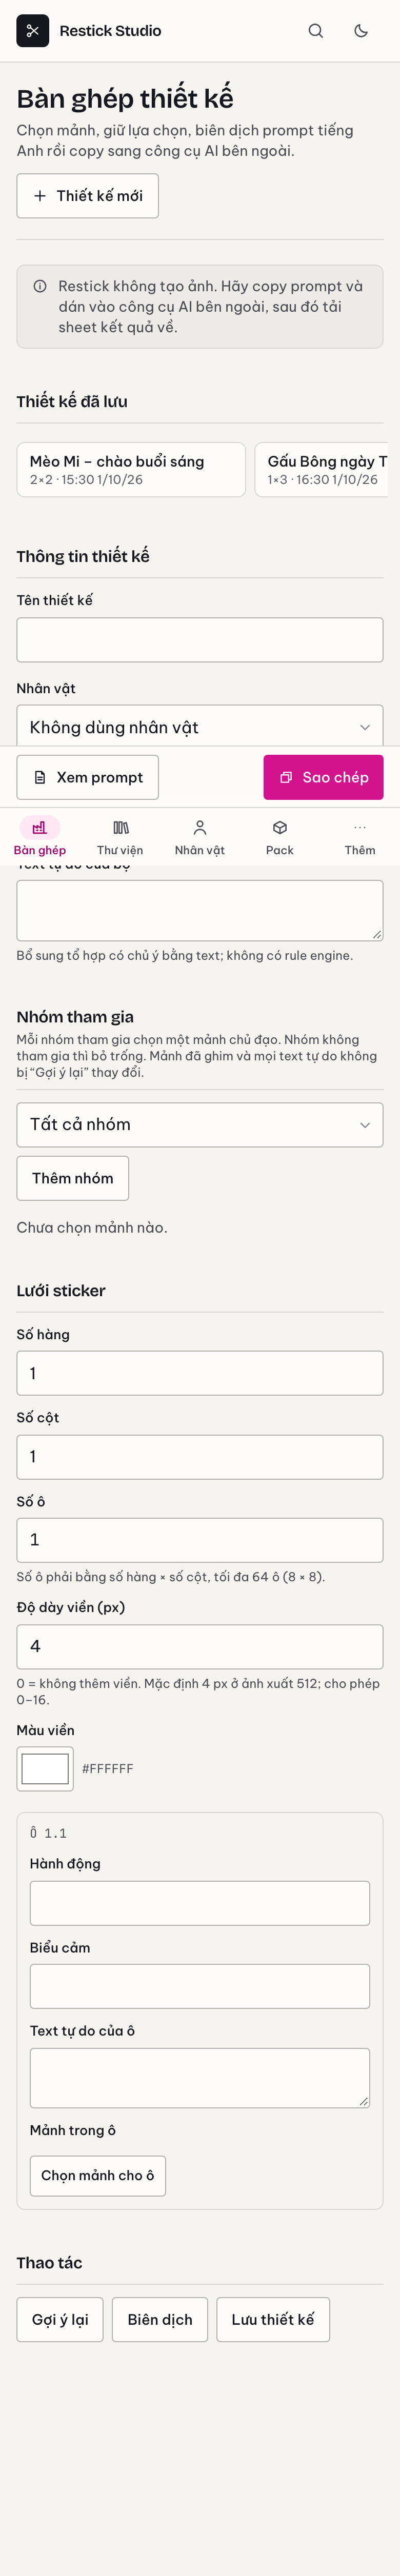 Restick Studio
Bàn ghép thiết kế
Chọn mảnh, giữ lựa chọn, biên dịch prompt tiếng
Anh rồi copy sang công cụ AI bên ngoài.
Thiết kế mới
Restick không tạo ảnh. Hãy copy prompt và
dán vào công cụ AI bên ngoài, sau đó tải
sheet kết quả về.
Thiết kế đã lưu
Mèo Mi – chào buổi sáng
2×2 · 15:30 1/10/26
Gấu Bông ngày T
1×3 · 16:30 1/10/26
Thông tin thiết kế
Tên thiết kế
Nhân vật
Không dùng nhân vật
Xem prompt
Sao chép
Bàn ghép
Thư viện
Nhân vật
Pack
Thêm
Bổ sung tổ hợp có chủ ý bằng text; không có rule engine.
Nhóm tham gia
Mỗi nhóm tham gia chọn một mảnh chủ đạo. Nhóm không
tham gia thì bỏ trống. Mảnh đã ghim và mọi text tự do không
bị “Gợi ý lại” thay đổi.
Tất cả nhóm
Thêm nhóm
Chưa chọn mảnh nào.
Lưới sticker
Số hàng
1
Số cột
1
Số ô
1
Số ô phải bằng số hàng × số cột, tối đa 64 ô (8 × 8).
Độ dày viền (px)
4
0 = không thêm viền. Mặc định 4 px ở ảnh xuất 512; cho phép
0–16.
Màu viền
#FFFFFF
Ô 1.1
Hành động
Biểu cảm
Text tự do của ô
Mảnh trong ô
Chọn mảnh cho ô
Thao tác
Gợi ý lại
Biên dịch
Lưu thiết kế